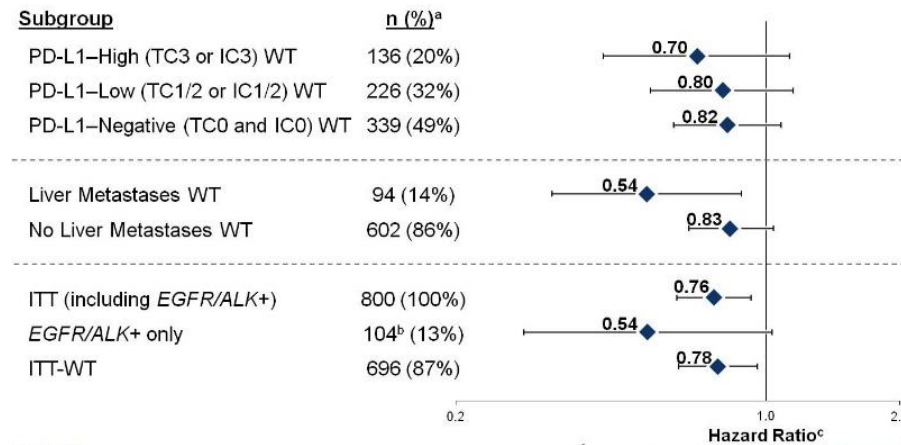 Subgroup n (%)a
PD-L1–High (TC3 or IC3) WT 136 (20%) 0.70
PD-L1–Low (TC1/2 or IC1/2) WT 226 (32%) 0.80
PD-L1–Negative (TC0 and IC0) WT 339 (49%) 0.82
Liver Metastases WT 94 (14%) 0.54
No Liver Metastases WT 602 (86%) 0.83
ITT (including EGFR/ALK+) 800 (100%) 0.76
EGFR/ALK+ only 104b (13%) 0.54
ITT-WT 696 (87%) 0.78
0.2 1.0 2.
Hazard Ratioc